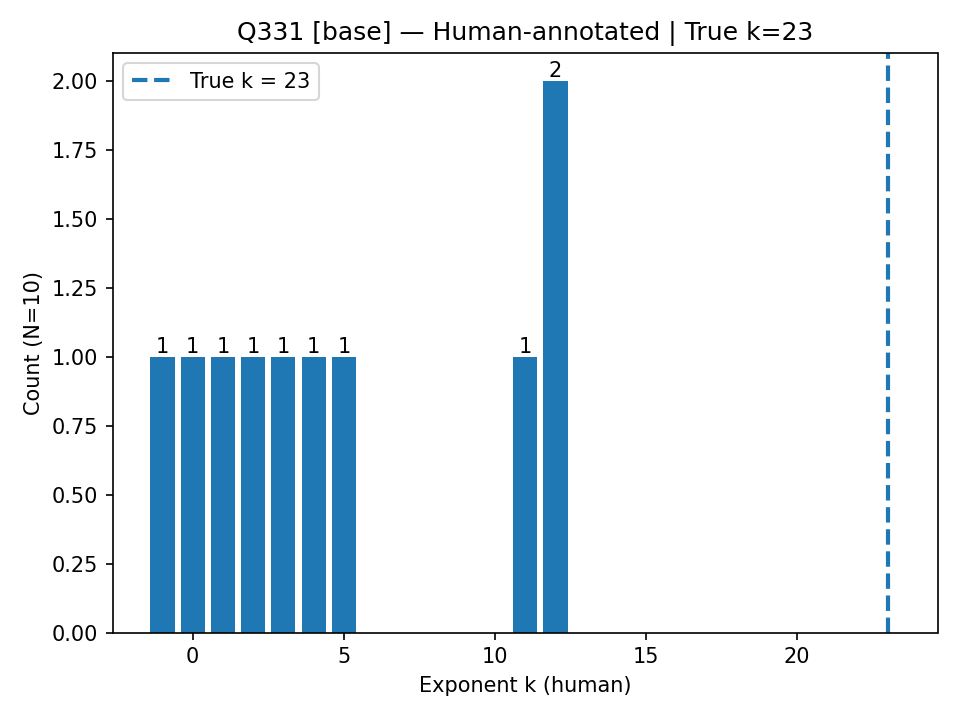 Q331 [base] — Human-annotated | True k=23
True k = 23
2.00
1.75
1.50
1.25
1.00
0.75
0.50
0.25
0.00
Count (N=10)
1 1 1 1 1 1 1 1 2
0 5 10 15 20
Exponent k (human)